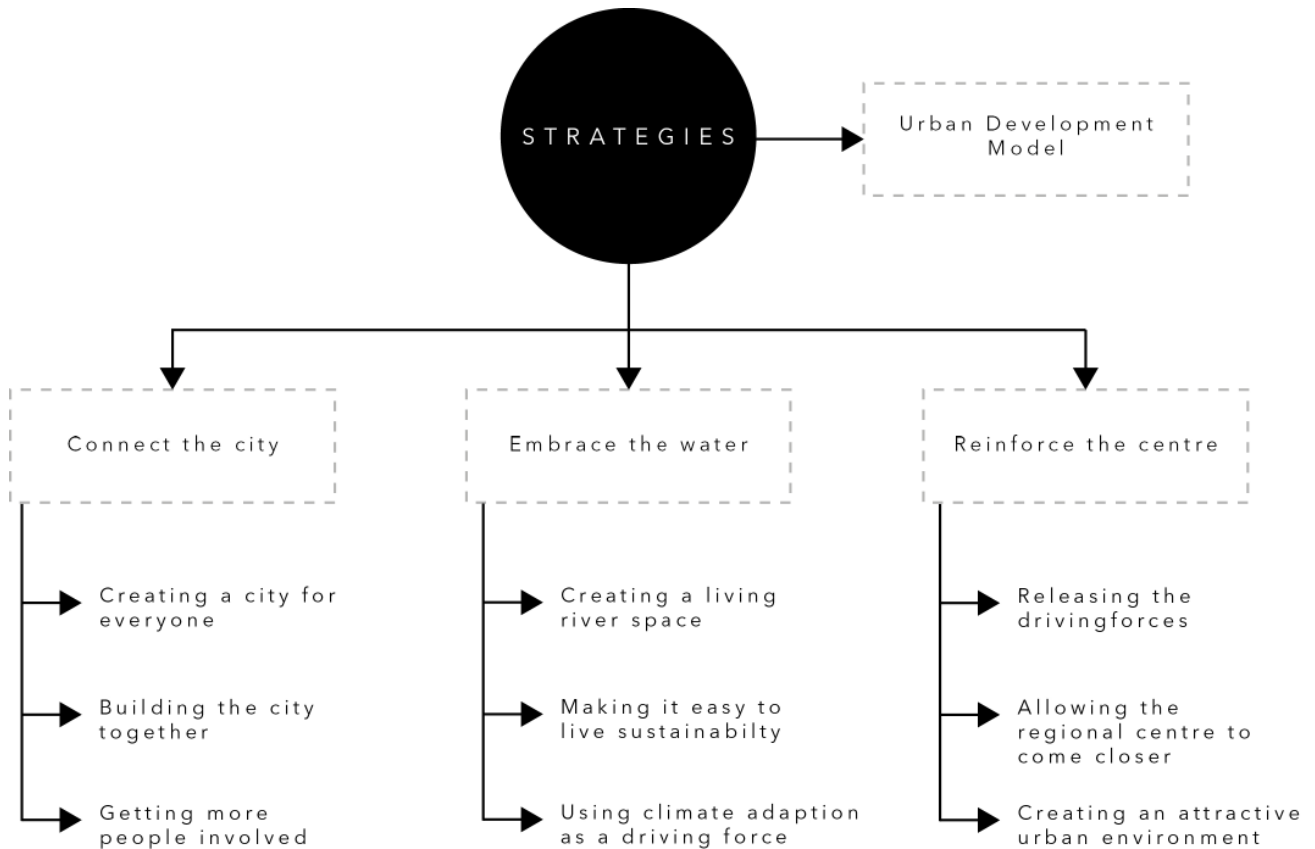 STRATEGIES
Urban Development
Model
Connect the city
Creating a city for
everyone
Building the city
together
Getting more
people involved
Embrace the water
Creating a living
river space
Making it easy to
live sustainabilty
Using climate adaption
as a driving force
Reinforce the centre
Releasing the
drivingforces
Allowing the
regional centre to
come closer
Creating an attractive
urban environment